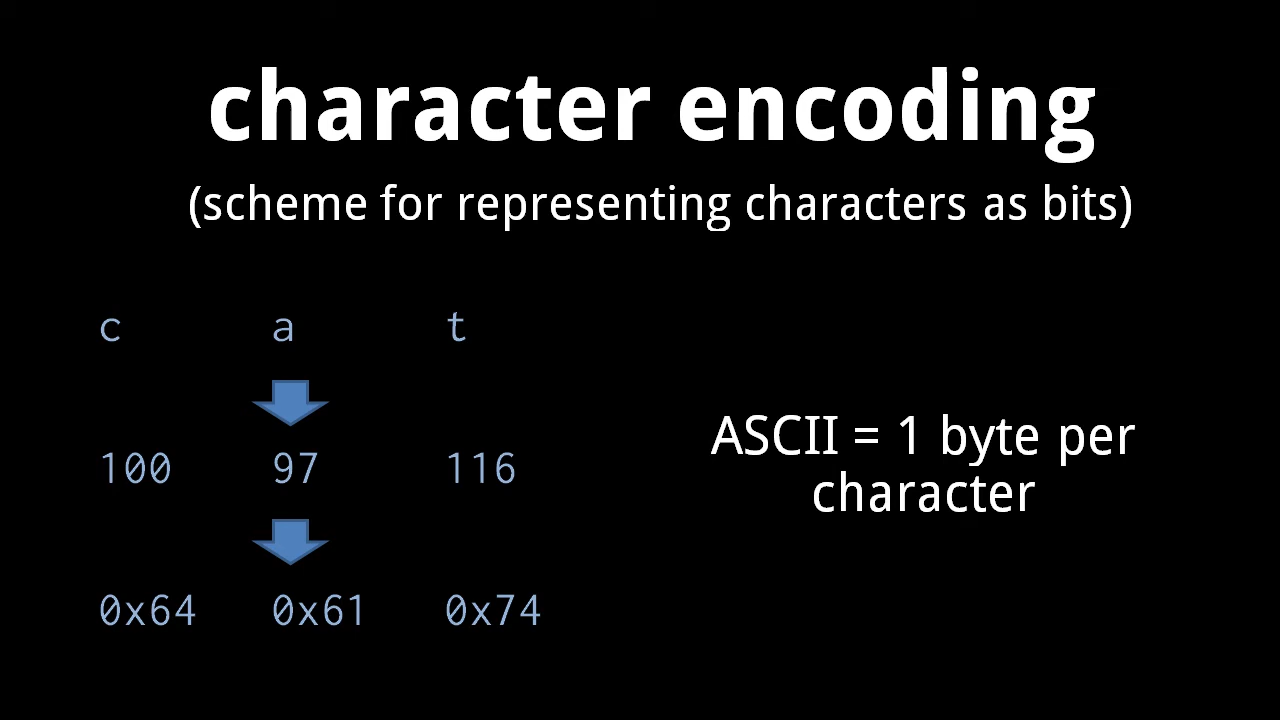 character encoding
(scheme for representing characters as bits)
c a t
100 97 116
0x64 0x61 0x74
ASCII = 1 byte per
character